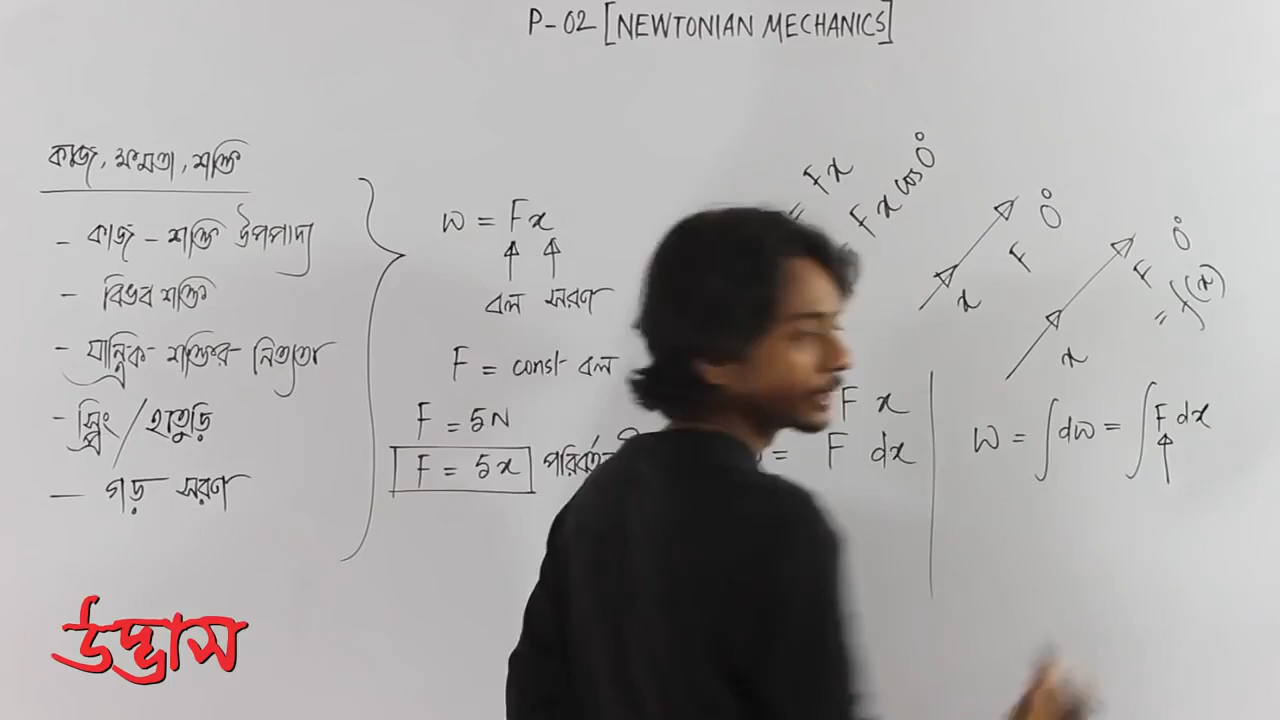 P-02 [NEWTONIAN MECHANICS]
কাজ, ক্ষমতা, শক্তি
- কাজ - শক্তি উপপাদ্য
- বিভব শক্তি
- যান্ত্রিক শক্তির নিত্যতা
- স্প্রিং / হাতুড়ি
- গড় সরণ
W = Fx
বল সরণ
F = const বল
F = 5N
F = 5x
= Fx
= Fx cos 0°
F x
= F dx
x F 0°
x F 0°
= f(x)
W = ∫dW = ∫F dx
উদ্ভাস